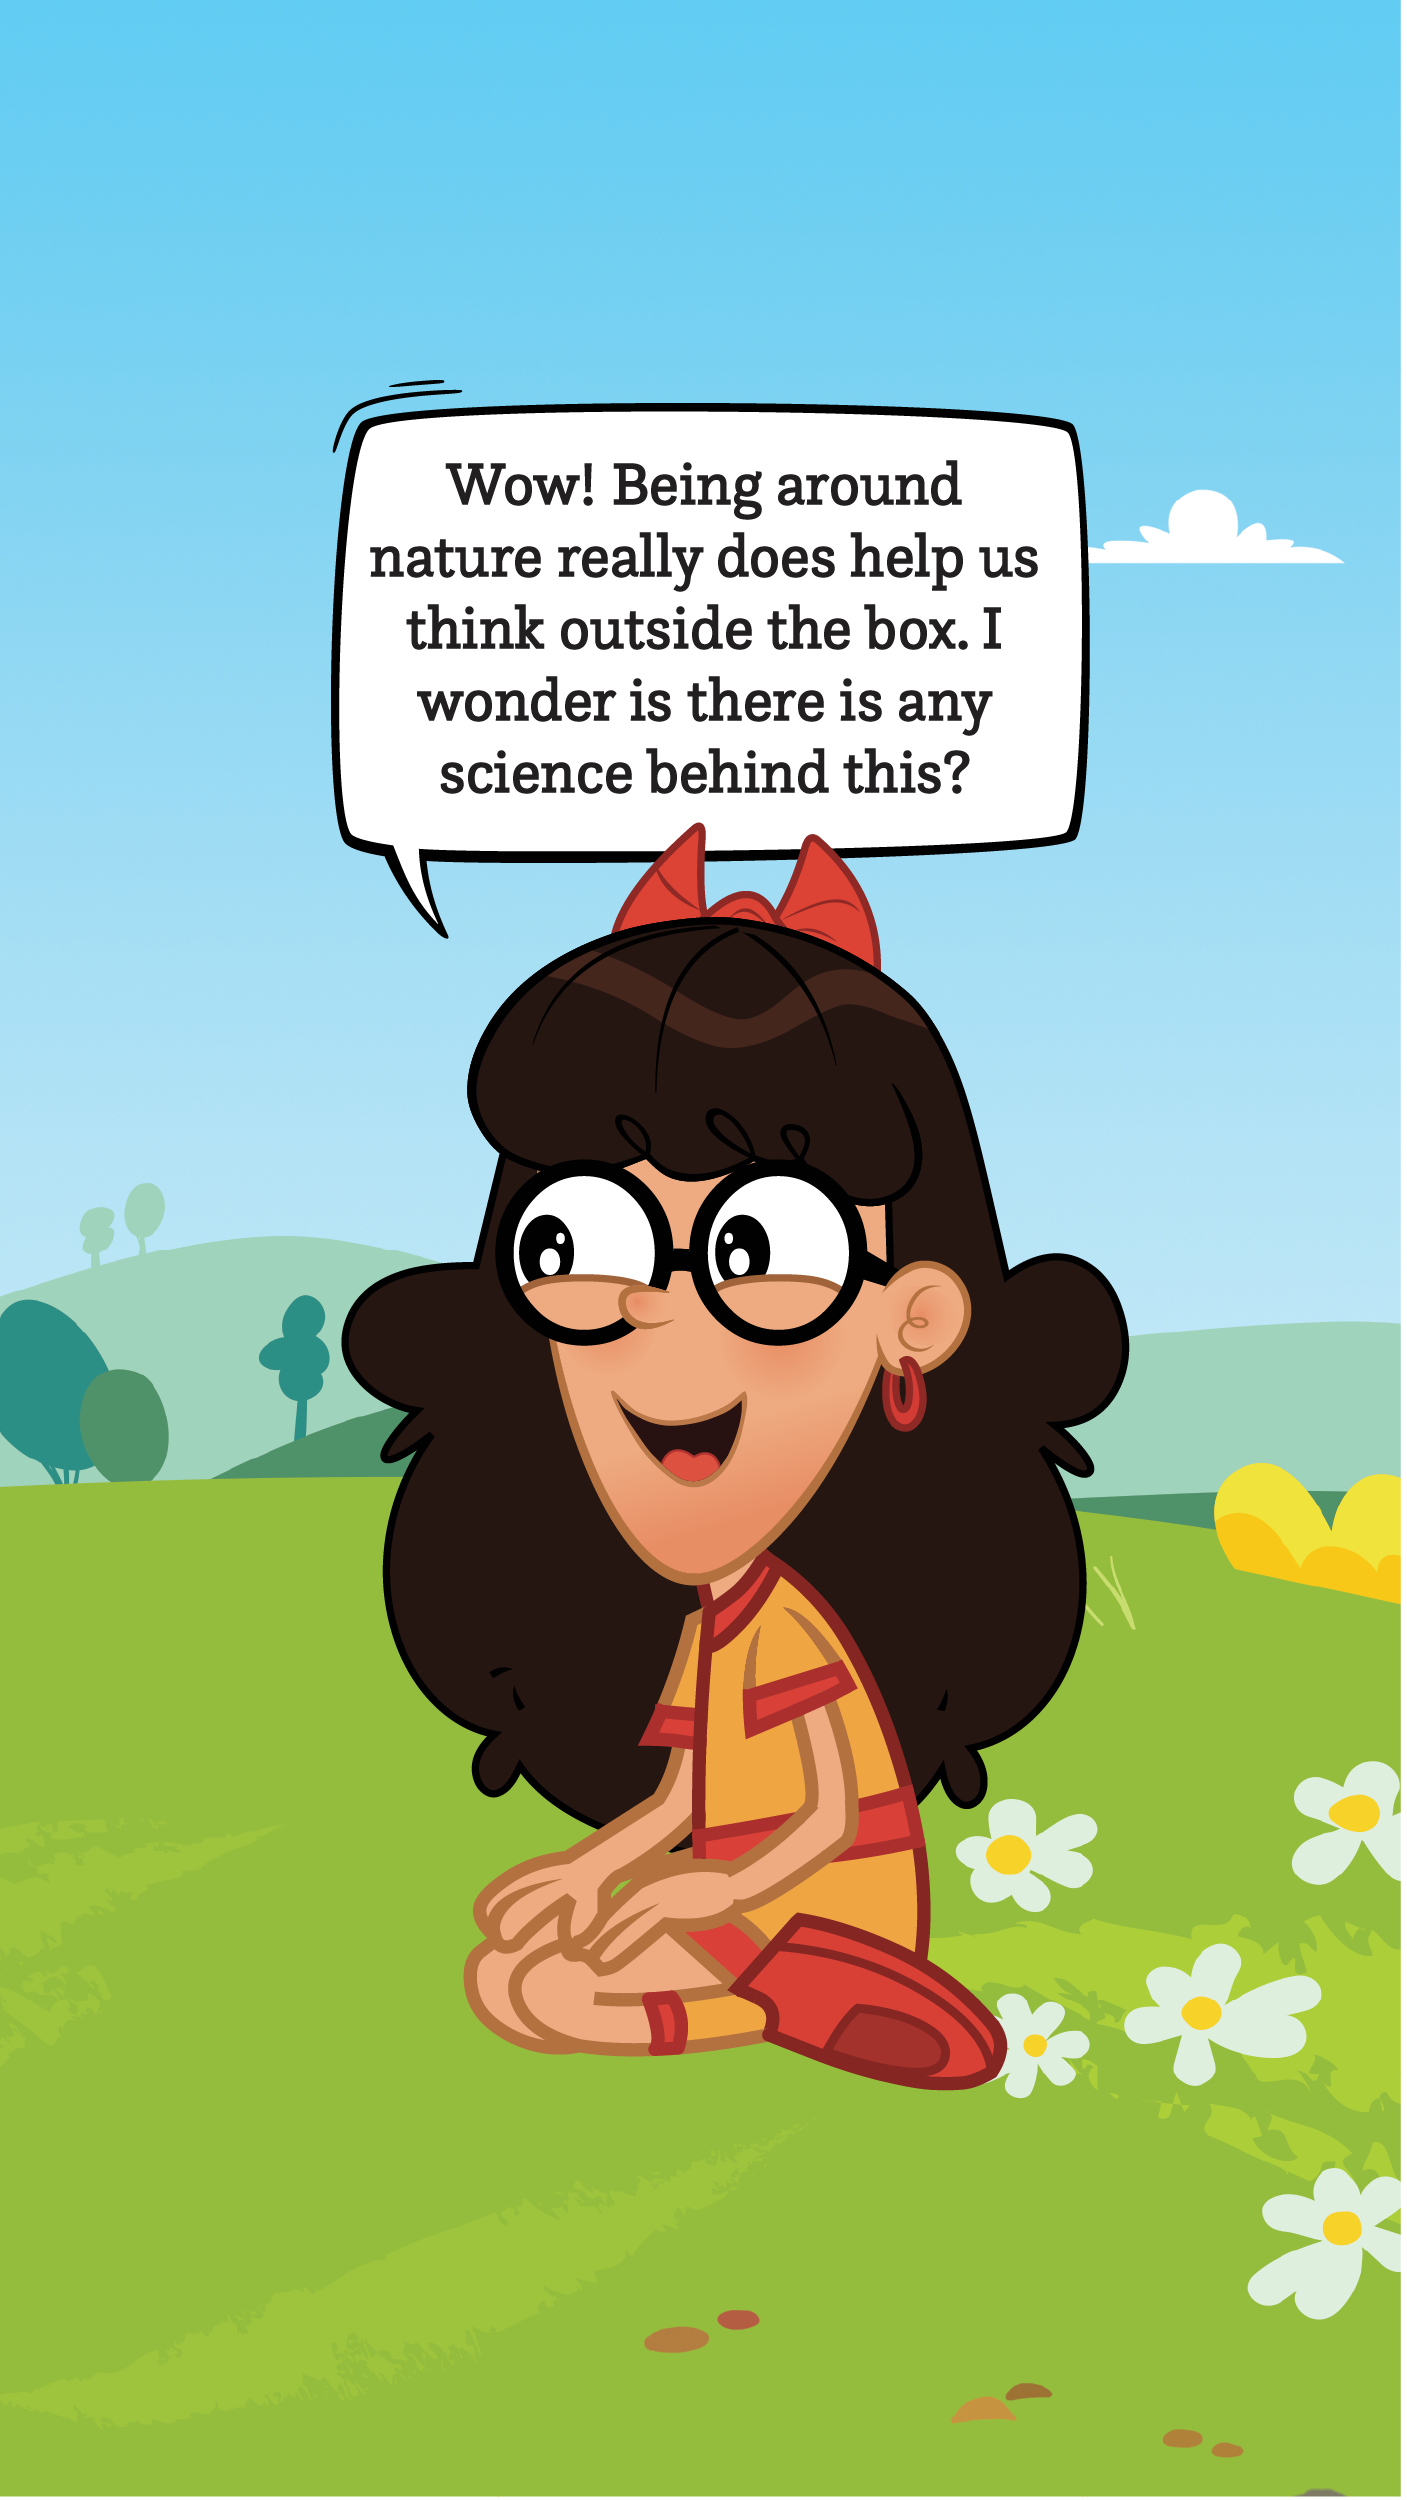 Wow! Being around
nature really does help us
think outside the box. I
wonder is there is any
science behind this?